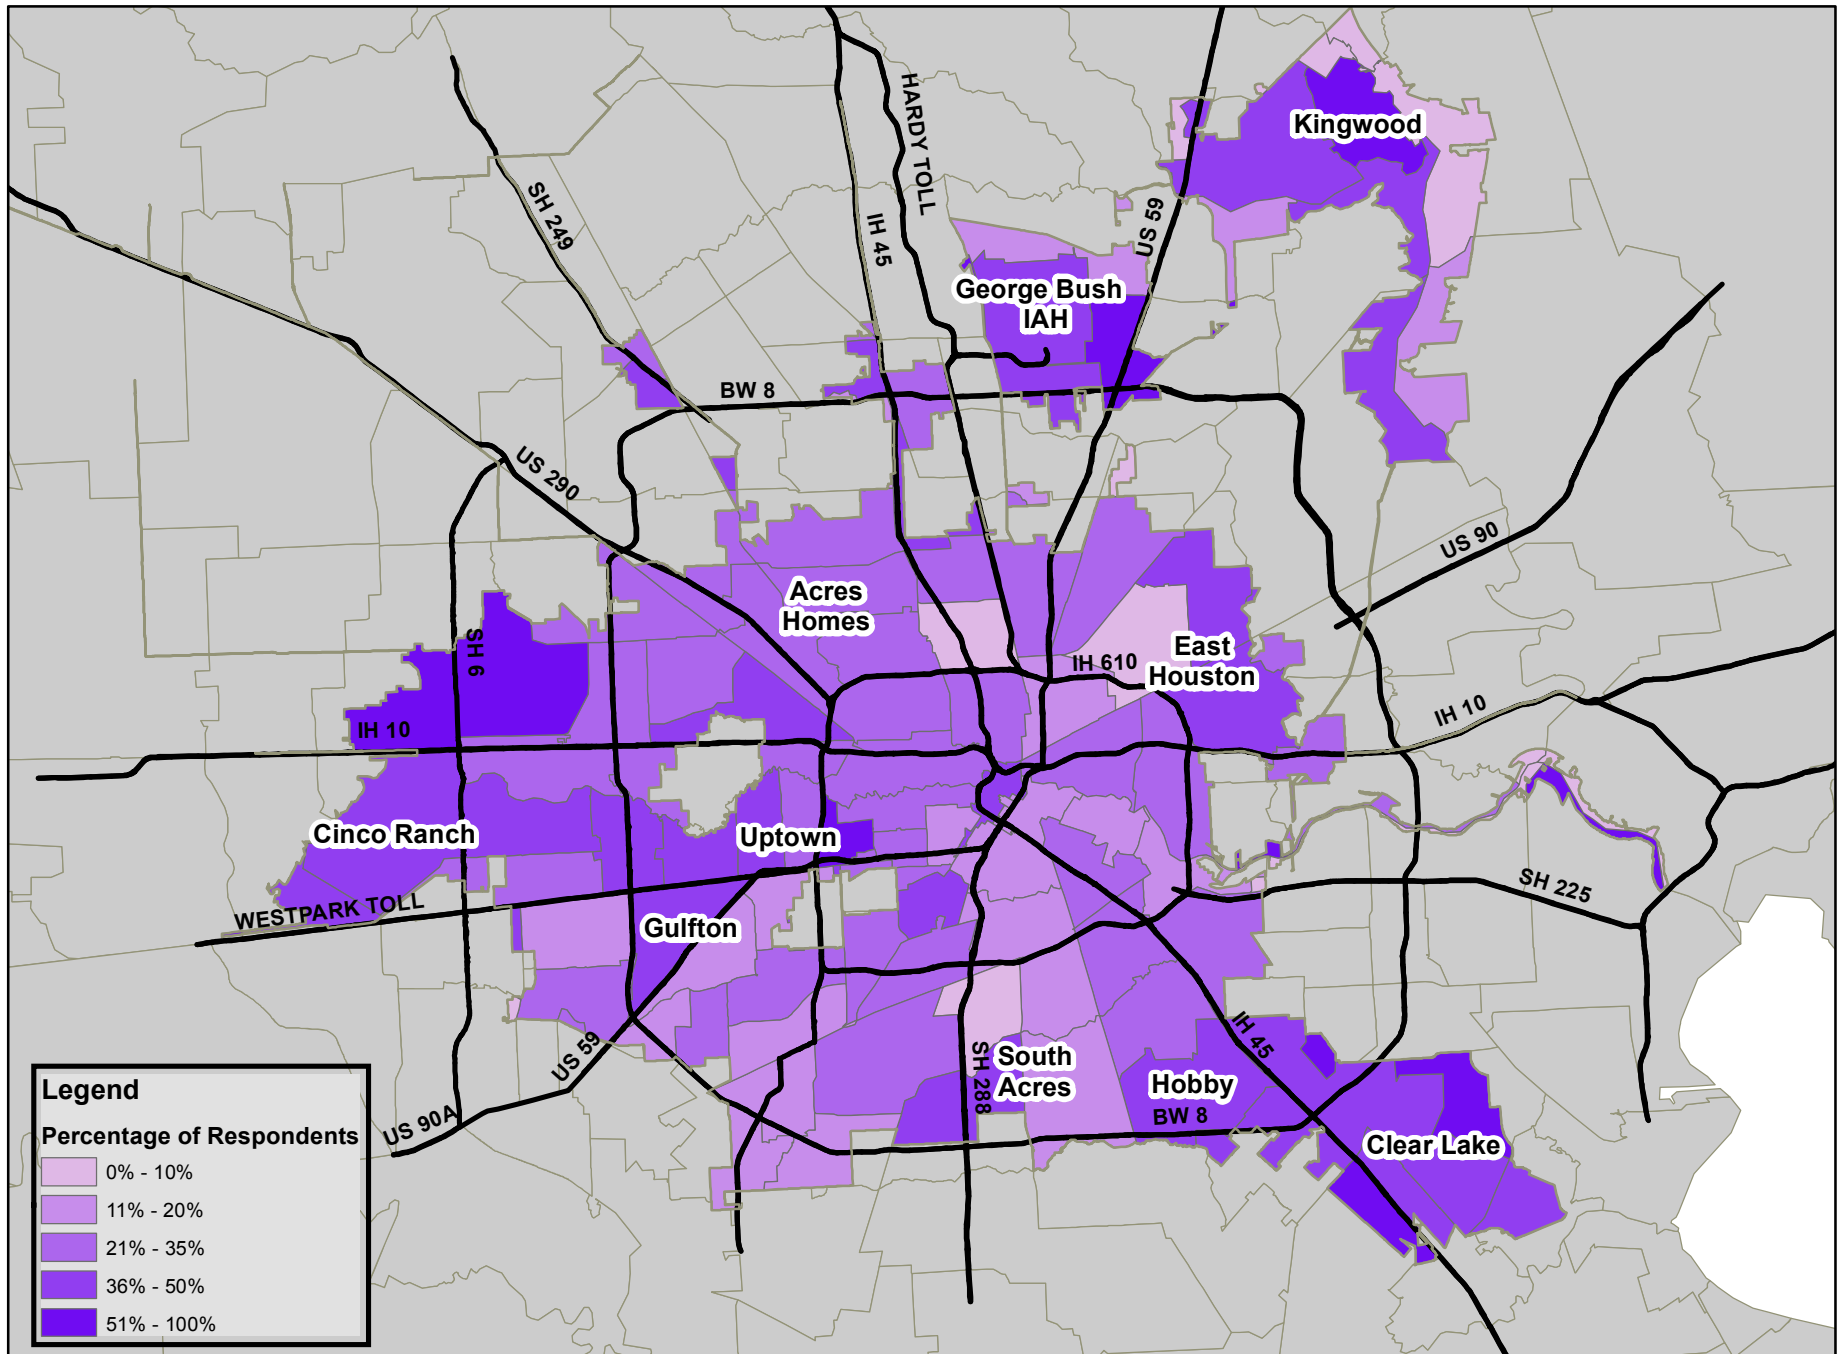 HARDY TOLL
Kingwood
SH 249
IH 45
US 59
George Bush
IAH
BW 8
US 290
US 90
Acres
Homes
SH 6
East
Houston
IH 610
IH 10
IH 10
Cinco Ranch
Uptown
WESTPARK TOLL
Gulfton
SH 225
US 59
SH 288
South
Acres
IH 45
Hobby
BW 8
US 90A
Clear Lake
Legend
Percentage of Respondents
0% - 10%
11% - 20%
21% - 35%
36% - 50%
51% - 100%